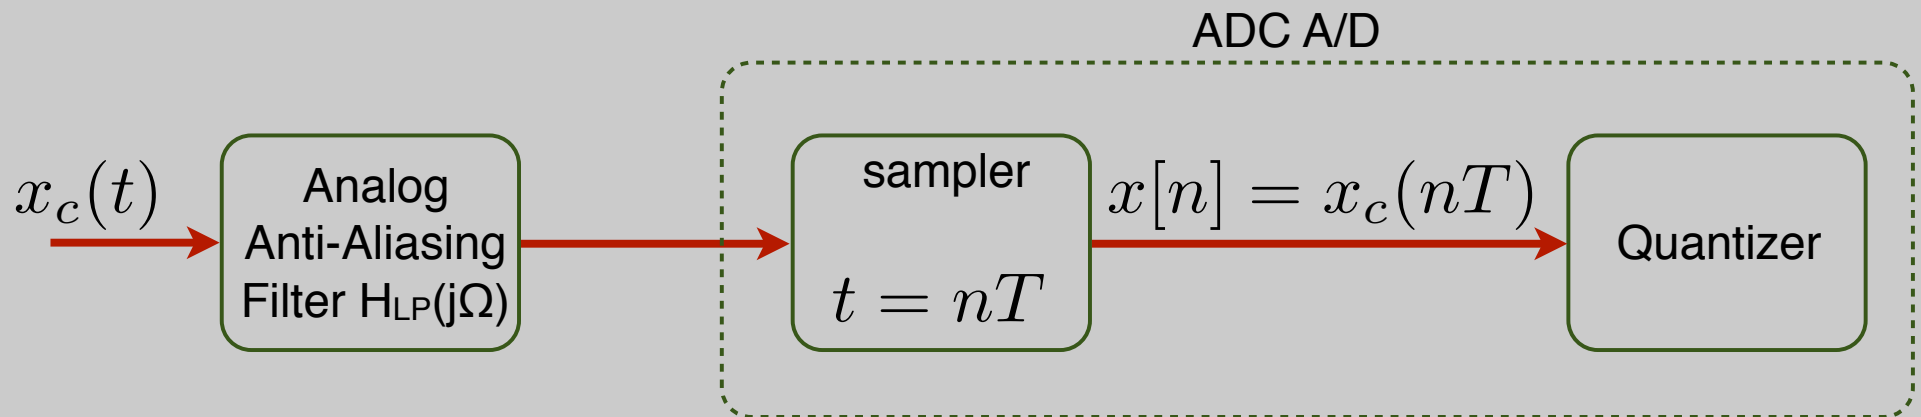 ADC A/D
x_c(t)
Analog
Anti-Aliasing
Filter H_LP(jΩ)
sampler
t = nT
x[n] = x_c(nT)
Quantizer